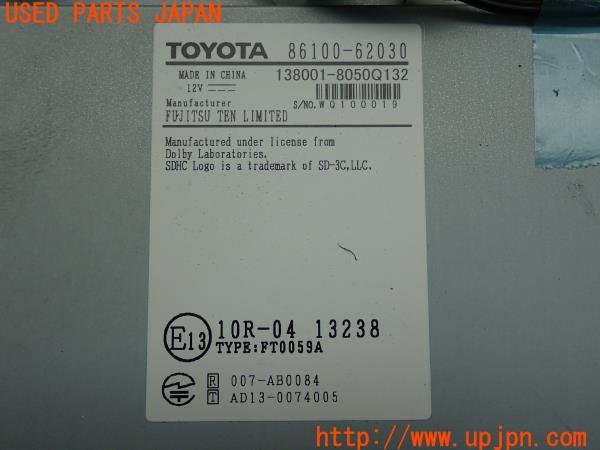 USED PARTS JAPAN
TOYOTA 86100-62030
MADE IN CHINA 138001-8050Q132
12V
Manufacturer S/NO. WQ100019
FUJITSU TEN LIMITED
Manufactured under license from
Dolby Laboratories.
SDHC Logo is a trademark of SD-3C, LLC.
E13 10R-04 13238
TYPE:FT0059A
R 007-AB0084
T AD13-0074005
http://www.upjpn.com